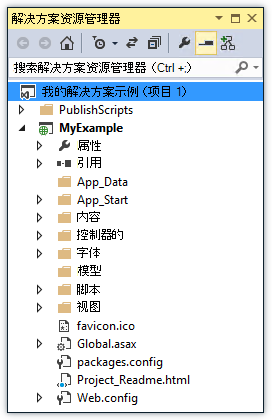 解决方案资源管理器
搜索解决方案资源管理器 (Ctrl +;)
我的解决方案示例 (项目 1)
PublishScripts
MyExample
属性
引用
App_Data
App_Start
内容
控制器的
字体
模型
脚本
视图
favicon.ico
Global.asax
packages.config
Project_Readme.html
Web.config